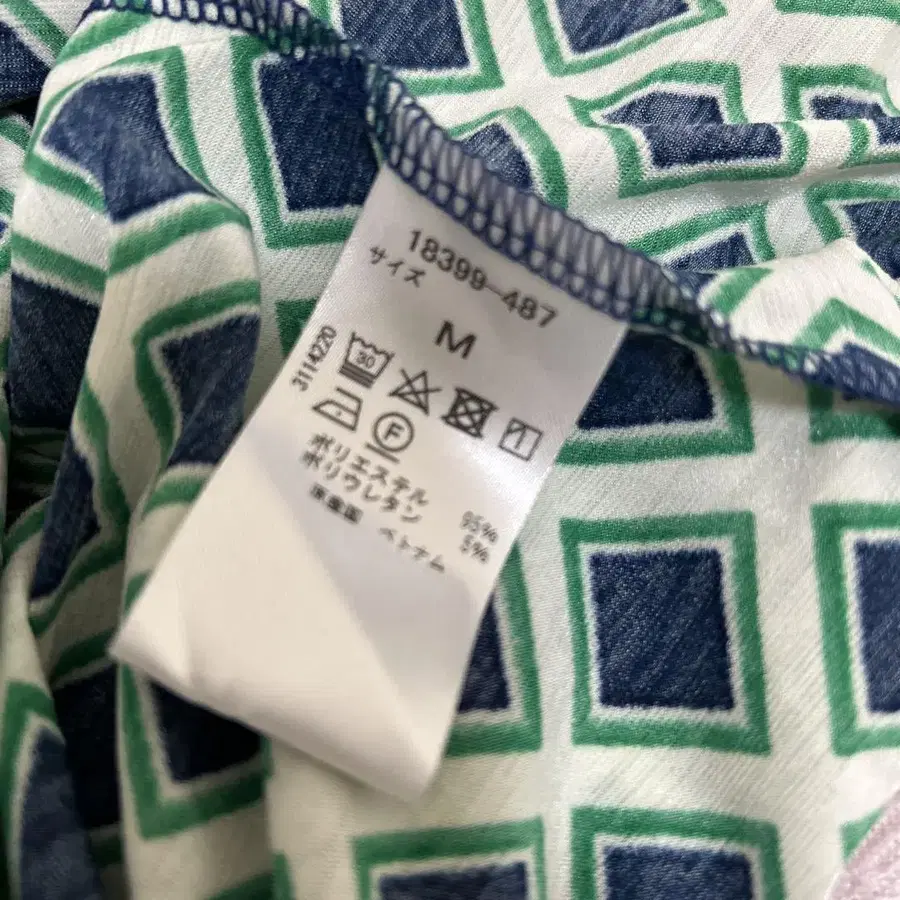 18399-487
サイズ
M
3114220
30
F
ポリエステル 95%
ポリウレタン 5%
原産国 ベトナム